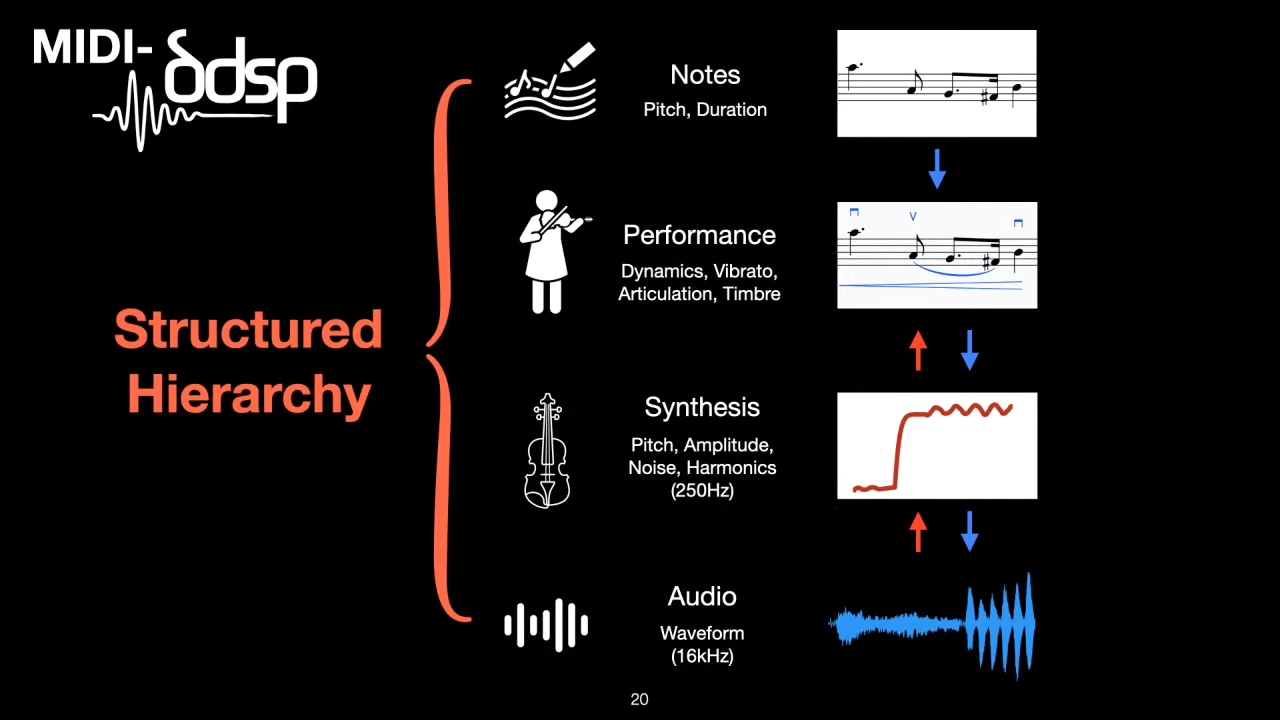 MIDI-ddsp
Notes
Pitch, Duration
Performance
Dynamics, Vibrato,
Articulation, Timbre
Structured
Hierarchy
Synthesis
Pitch, Amplitude,
Noise, Harmonics
(250Hz)
Audio
Waveform
(16kHz)
20